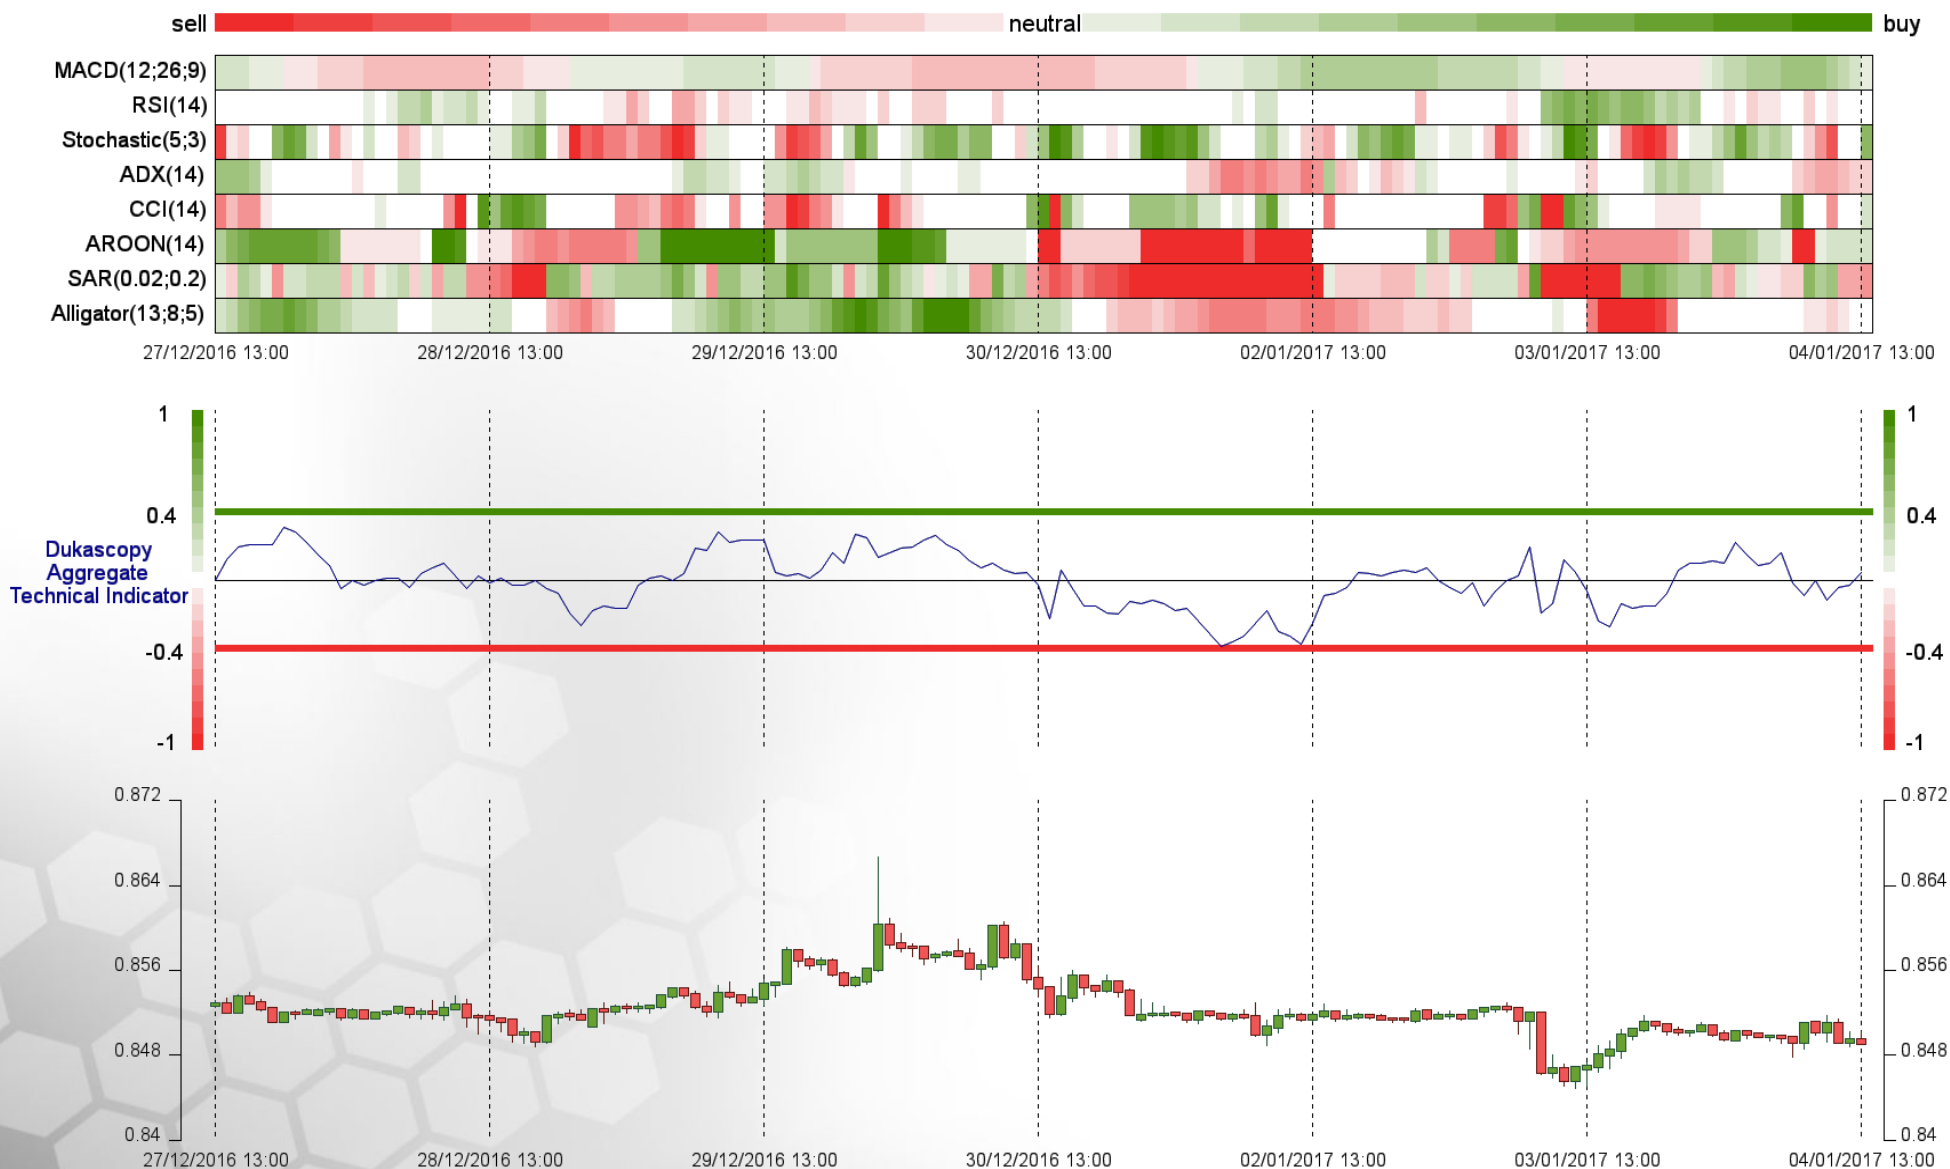 sell neutral buy
MACD(12;26;9)
RSI(14)
Stochastic(5;3)
ADX(14)
CCI(14)
AROON(14)
SAR(0.02;0.2)
Alligator(13;8;5)
27/12/2016 13:00 28/12/2016 13:00 29/12/2016 13:00 30/12/2016 13:00 02/01/2017 13:00 03/01/2017 13:00 04/01/2017 13:00
1 1
0.4 0.4
Dukascopy
Aggregate
Technical Indicator
-0.4 -0.4
-1 -1
0.872 0.872
0.864 0.864
0.856 0.856
0.848 0.848
0.84 0.84
27/12/2016 13:00 28/12/2016 13:00 29/12/2016 13:00 30/12/2016 13:00 02/01/2017 13:00 03/01/2017 13:00 04/01/2017 13:00